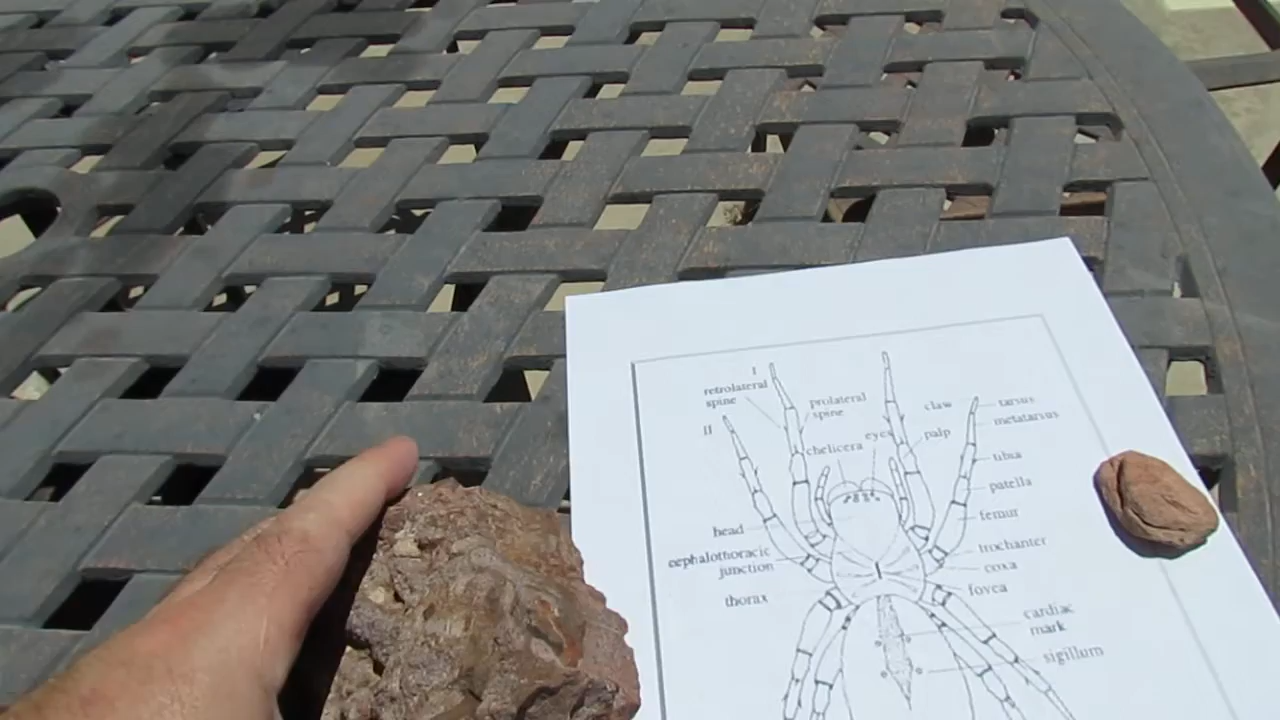 I
retrolateral
spine
prolateral
spine
claw
tarsus
metatarsus
II
chelicera
eyes
palp
tibia
patella
head
femur
cephalothoracic
junction
trochanter
coxa
thorax
fovea
cardiac
mark
sigillum